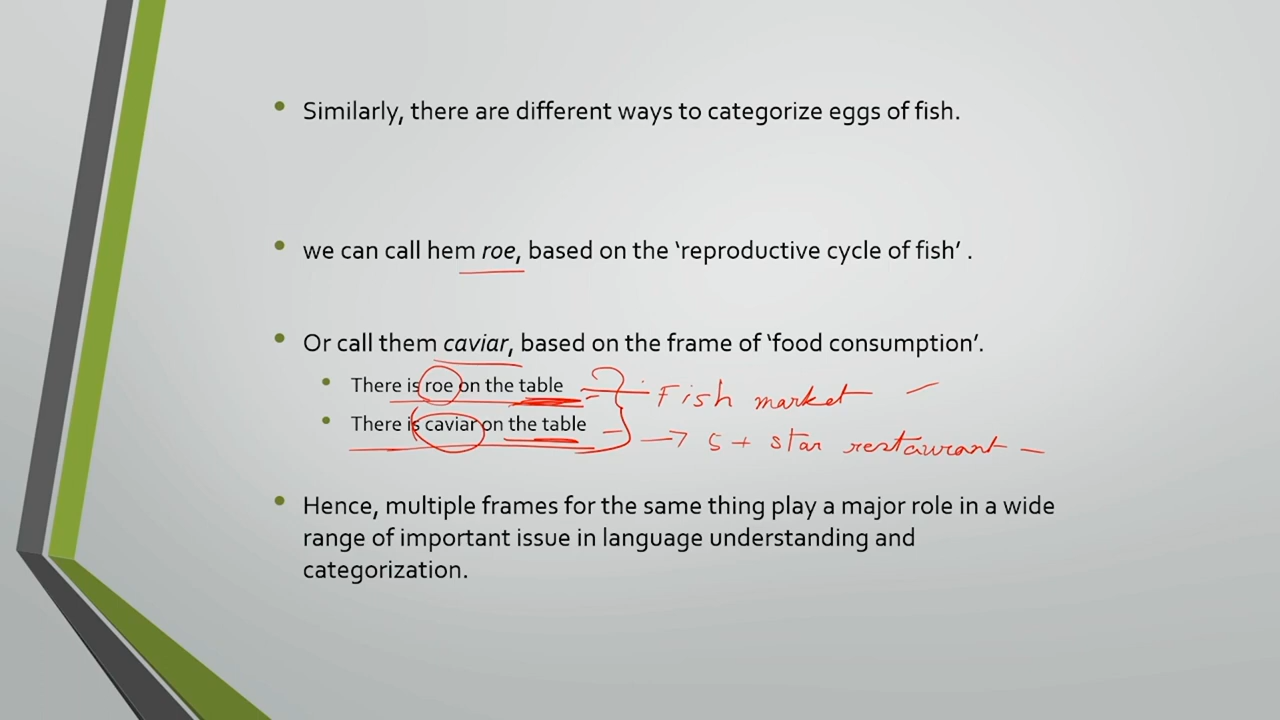 Similarly, there are different ways to categorize eggs of fish.
we can call hem roe, based on the ‘reproductive cycle of fish’ .
Or call them caviar, based on the frame of ‘food consumption’.
There is roe on the table Fish market
There is caviar on the table → 5 + star restaurant
Hence, multiple frames for the same thing play a major role in a wide
range of important issue in language understanding and
categorization.